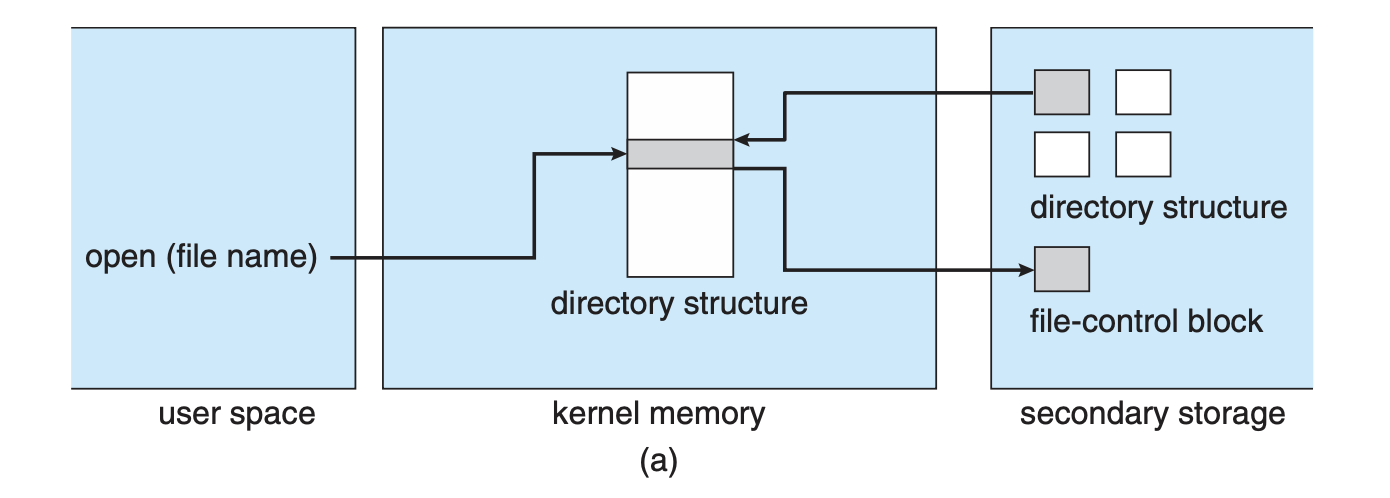 directory structure
open (file name)
directory structure
file-control block
user space
kernel memory
secondary storage
(a)